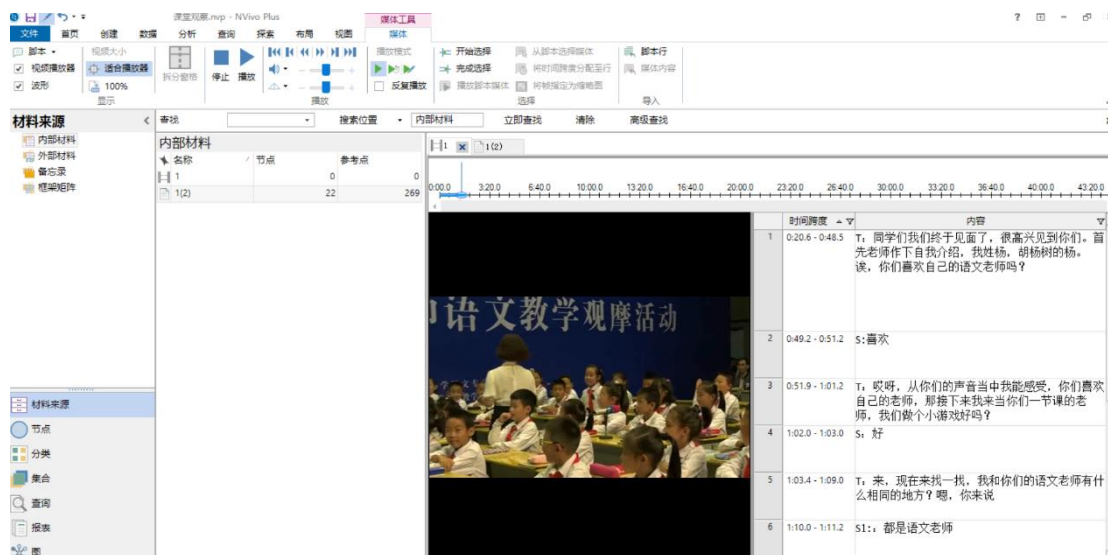 课堂观察.nvp - NVivo Plus
媒体工具
文件 首页 创建 数据 分析 查询 探索 布局 视图 媒体
脚本
视频播放器
波形
视频大小
适合播放器
100%
显示
拆分窗格
停止 播放
播放
播放模式
反复播放
开始选择
完成选择
播放脚本媒体
从脚本选择媒体
将时间跨度分配至行
将帧指定为缩略图
选择
脚本行
媒体内容
导入
材料来源
内部材料
外部材料
备忘录
框架矩阵
查找 搜索位置 内部材料 立即查找 清除 高级查找
内部材料
名称 节点 参考点
1 0 0
1(2) 22 269
1 1(2)
0:00.0 3:20.0 6:40.0 10:00.0 13:20.0 16:40.0 20:00.0 23:20.0 26:40.0 30:00.0 33:20.0 36:40.0 40:00.0 43:20.0
语文教学观摩活动
时间跨度 内容
1 0:20.6 - 0:48.5 T：同学们我们终于见面了，很高兴见到你们。首
先老师作下自我介绍，我姓杨，胡杨树的杨。
诶，你们喜欢自己的语文老师吗？
2 0:49.2 - 0:51.2 S:喜欢
3 0:51.9 - 1:01.2 T：哎呀，从你们的声音当中我能感受，你们喜欢
自己的老师，那接下来我来当你们一节课的老
师，我们做个小游戏好吗？
4 1:02.0 - 1:03.0 S：好
5 1:03.4 - 1:09.0 T：来，现在来找一找，我和你们的语文老师有什
么相同的地方？嗯，你来说
6 1:10.0 - 1:11.2 S1:：都是语文老师
材料来源
节点
分类
集合
查询
报表
图